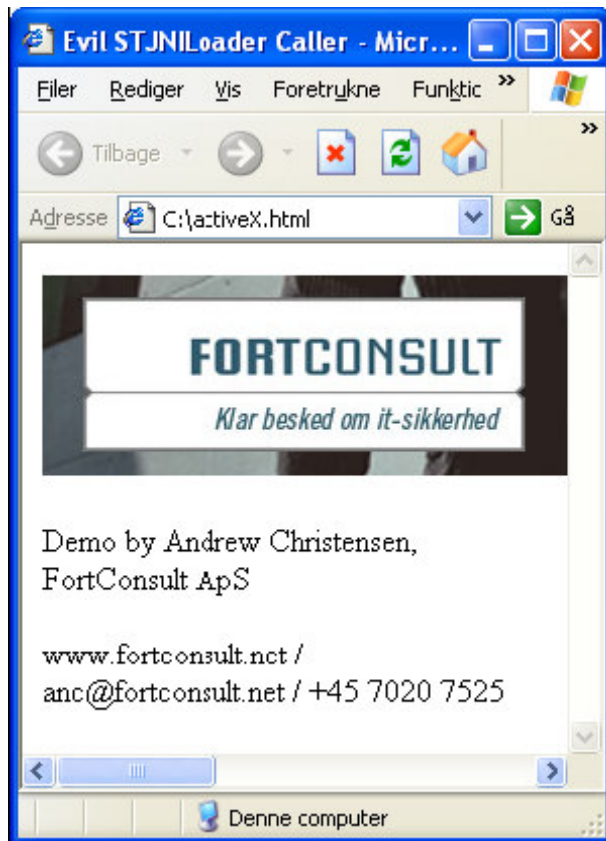 Evil STJNILoader Caller - Micr...
Filer Rediger Vis Foretrukne Funktic »
Tilbage »
Adresse C:\activeX.html Gå
FORTCONSULT
Klar besked om it-sikkerhed
Demo by Andrew Christensen,
FortConsult ApS
www.fortconsult.net /
anc@fortconsult.net / +45 7020 7525
Denne computer